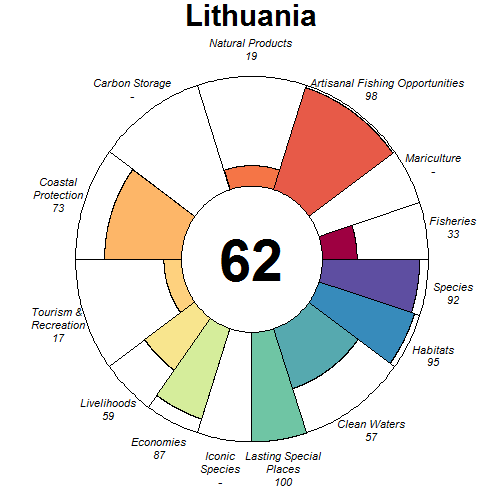 Lithuania
Natural Products
19
Carbon Storage
-
Artisanal Fishing Opportunities
98
Mariculture
-
Coastal
Protection
73
Fisheries
33
62
Species
92
Tourism &
Recreation
17
Habitats
95
Livelihoods
59
Clean Waters
57
Economies
87
Iconic
Species
-
Lasting Special
Places
100